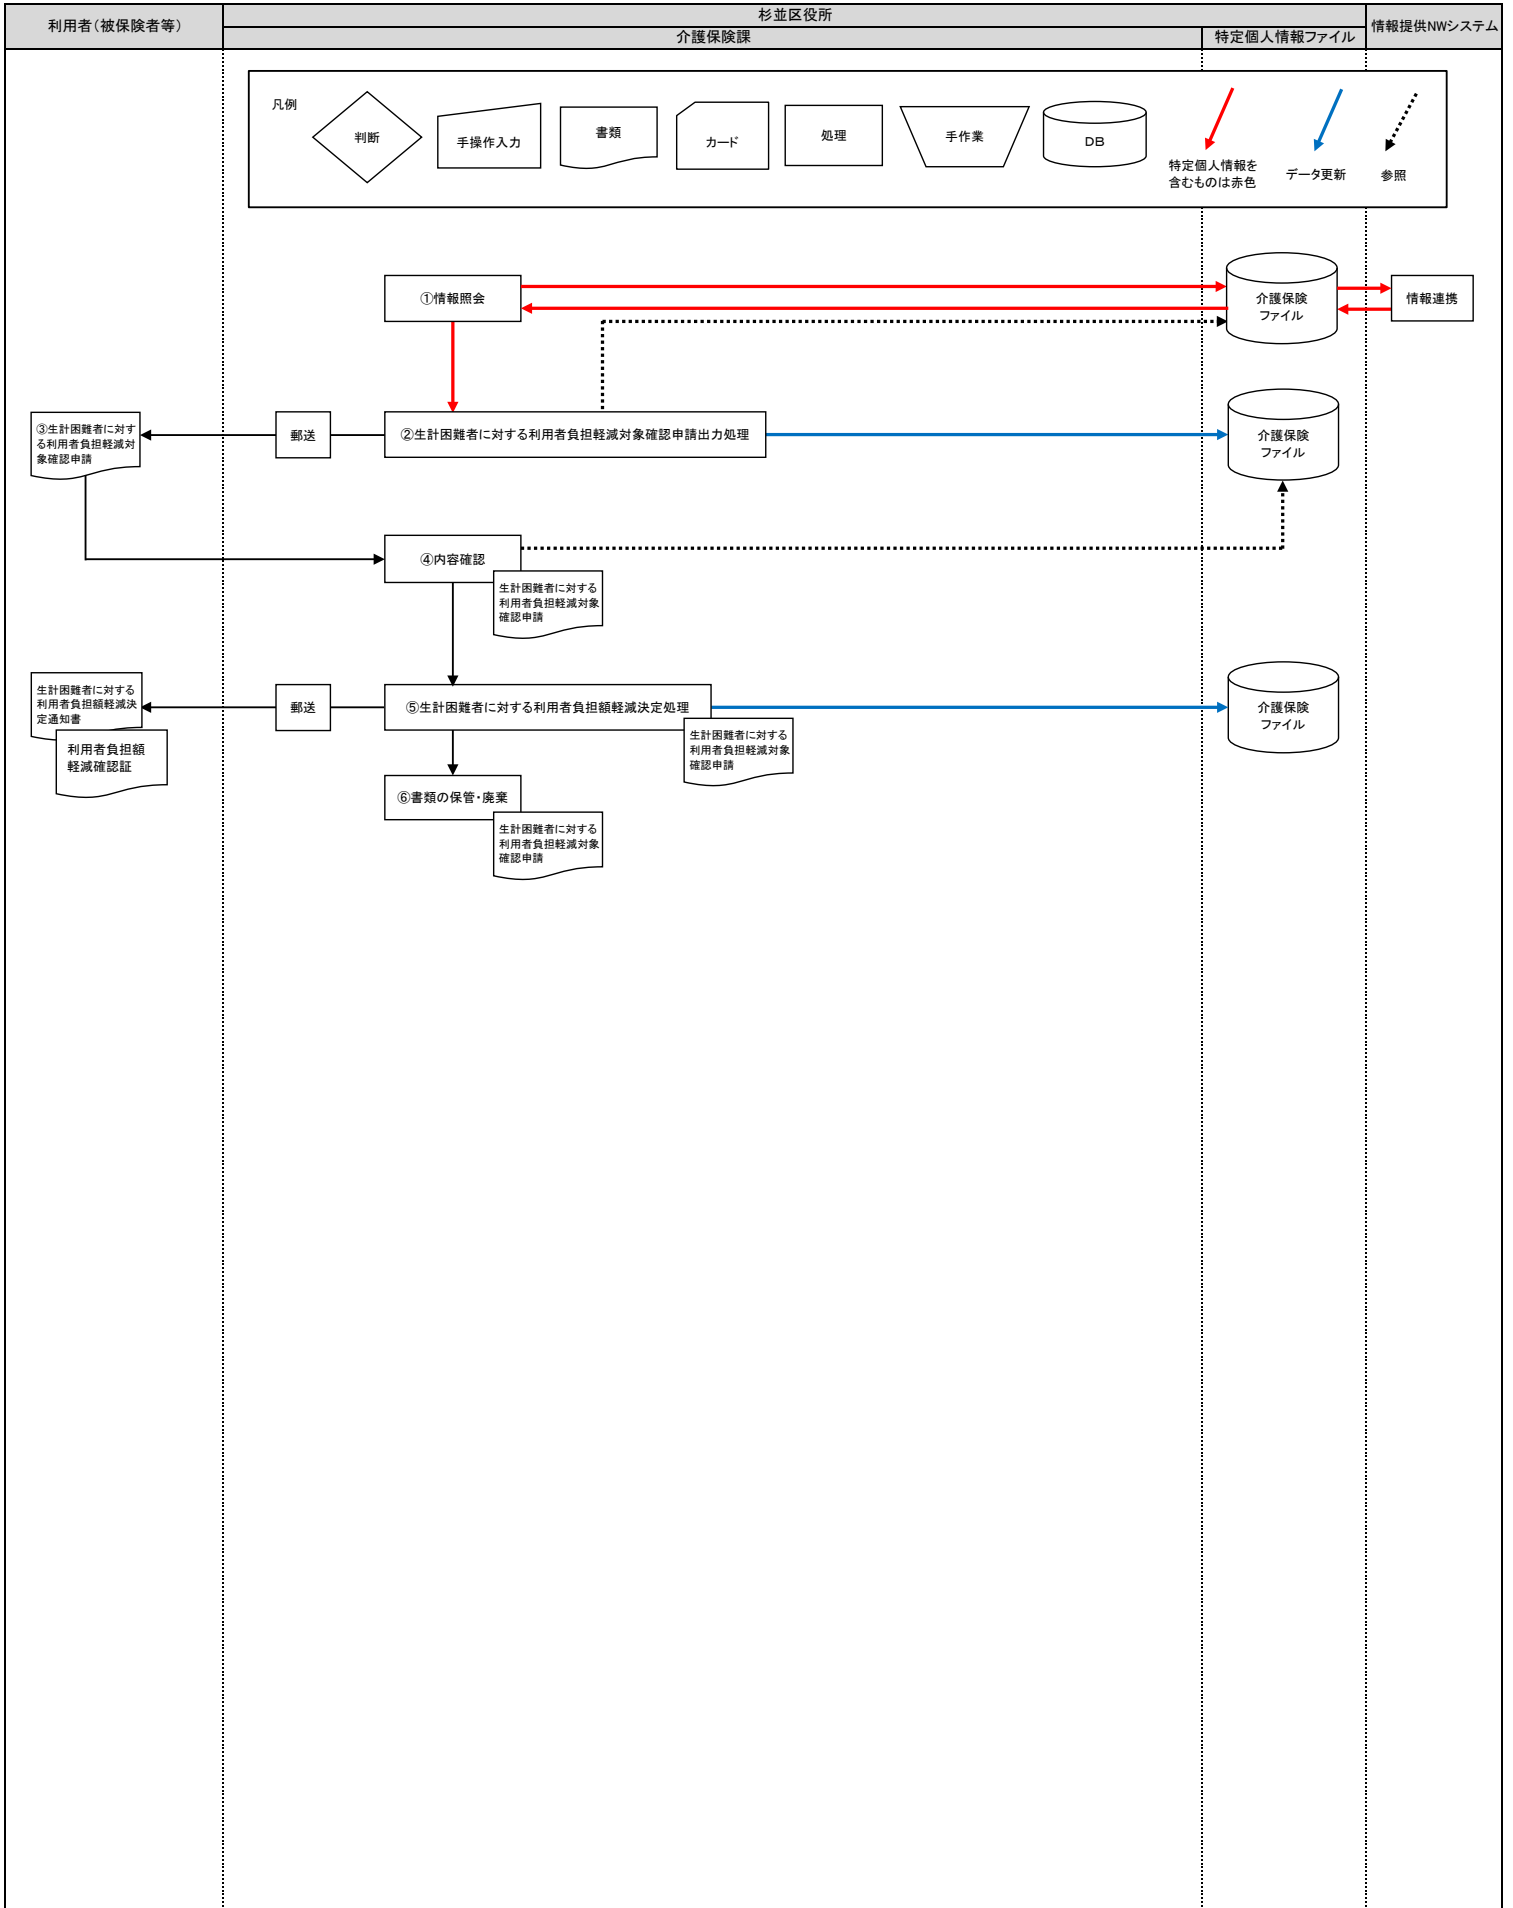 利用者（被保険者等）
杉並区役所
情報提供NWシステム
介護保険課
特定個人情報ファイル
凡例
判断
手操作入力
書類
カード
処理
手作業
ＤＢ
特定個人情報を
含むものは赤色
データ更新
参照
①情報照会
介護保険
ファイル
情報連携
③生計困難者に対す
る利用者負担軽減対
象確認申請
郵送
②生計困難者に対する利用者負担軽減対象確認申請出力処理
介護保険
ファイル
④内容確認
生計困難者に対する
利用者負担軽減対象
確認申請
生計困難者に対する
利用者負担額軽減決
定通知書
利用者負担額
軽減確認証
郵送
⑤生計困難者に対する利用者負担額軽減決定処理
生計困難者に対する
利用者負担軽減対象
確認申請
介護保険
ファイル
⑥書類の保管・廃棄
生計困難者に対する
利用者負担軽減対象
確認申請